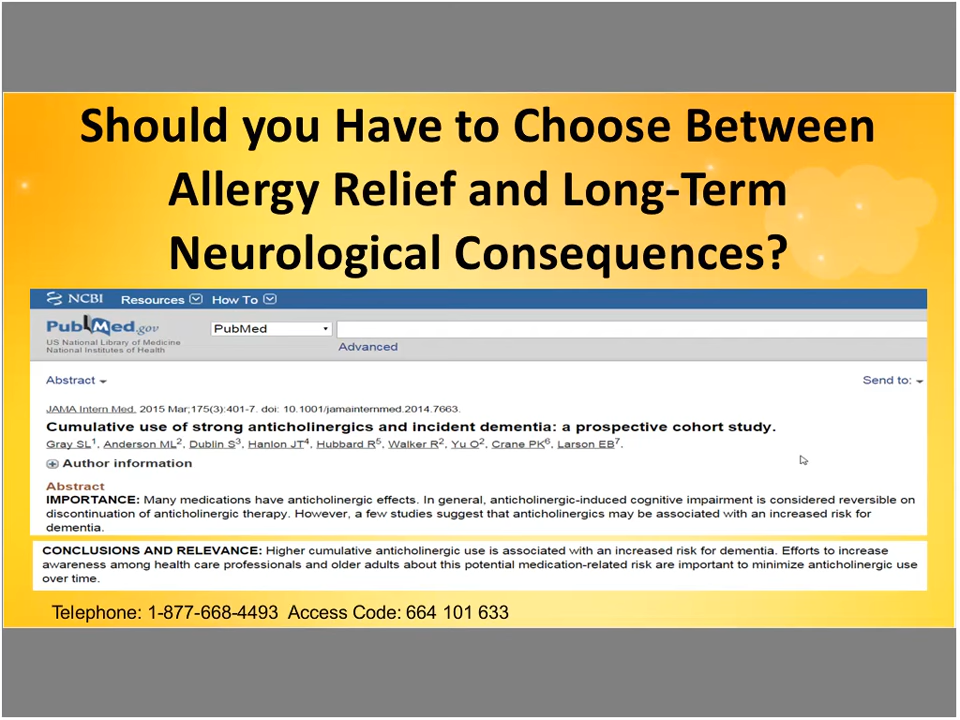 Should you Have to Choose Between
Allergy Relief and Long-Term
Neurological Consequences?
NCBI Resources How To
PubMed.gov
US National Library of Medicine
National Institutes of Health
PubMed
Advanced
Abstract Send to:
JAMA Intern Med. 2015 Mar;175(3):401-7. doi: 10.1001/jamainternmed.2014.7663.
Cumulative use of strong anticholinergics and incident dementia: a prospective cohort study.
Gray SL1, Anderson ML2, Dublin S3, Hanlon JT4, Hubbard R5, Walker R2, Yu O2, Crane PK6, Larson EB7.
Author information
Abstract
IMPORTANCE: Many medications have anticholinergic effects. In general, anticholinergic-induced cognitive impairment is considered reversible on
discontinuation of anticholinergic therapy. However, a few studies suggest that anticholinergics may be associated with an increased risk for
dementia.
CONCLUSIONS AND RELEVANCE: Higher cumulative anticholinergic use is associated with an increased risk for dementia. Efforts to increase
awareness among health care professionals and older adults about this potential medication-related risk are important to minimize anticholinergic use
over time.
Telephone: 1-877-668-4493 Access Code: 664 101 633